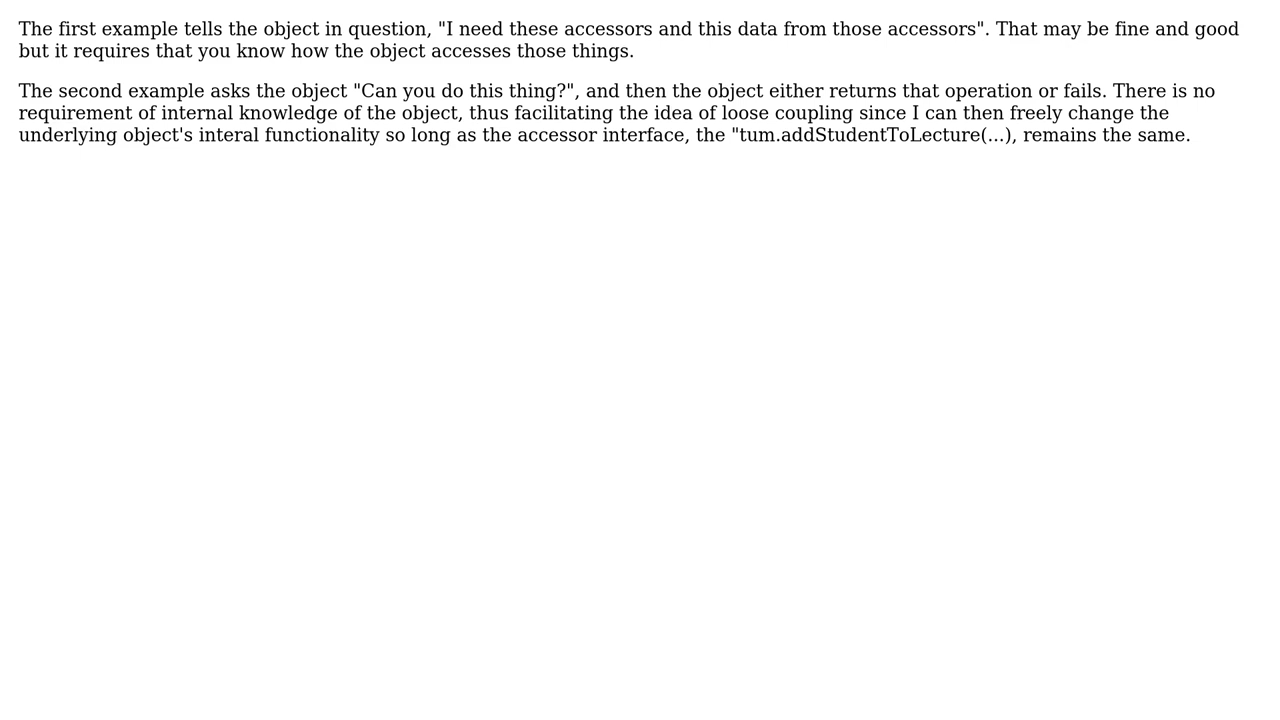 The first example tells the object in question, "I need these accessors and this data from those accessors". That may be fine and good
but it requires that you know how the object accesses those things.
The second example asks the object "Can you do this thing?", and then the object either returns that operation or fails. There is no
requirement of internal knowledge of the object, thus facilitating the idea of loose coupling since I can then freely change the
underlying object's interal functionality so long as the accessor interface, the "tum.addStudentToLecture(...), remains the same.